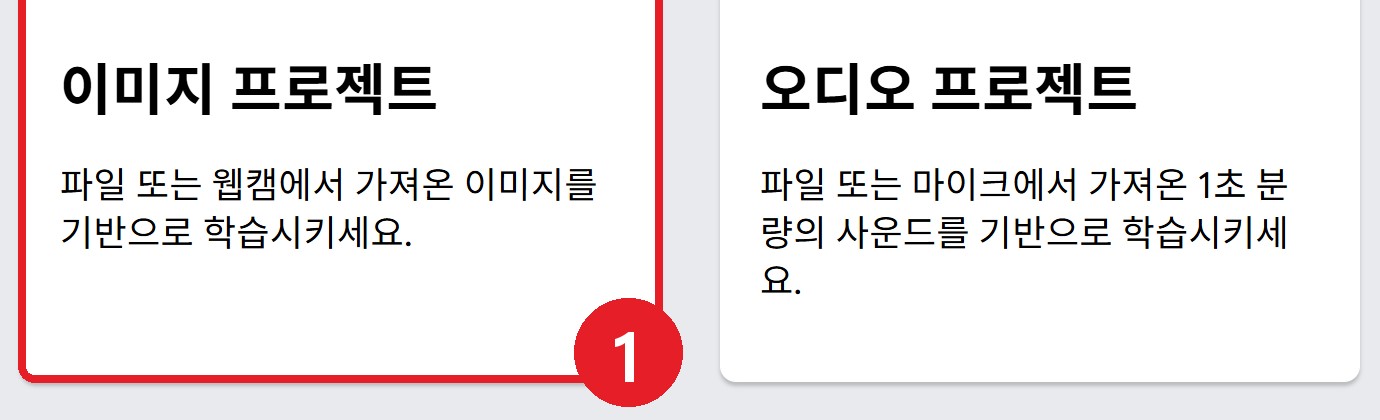 이미지 프로젝트
파일 또는 웹캠에서 가져온 이미지를
기반으로 학습시키세요.
1
오디오 프로젝트
파일 또는 마이크에서 가져온 1초 분
량의 사운드를 기반으로 학습시키세
요.